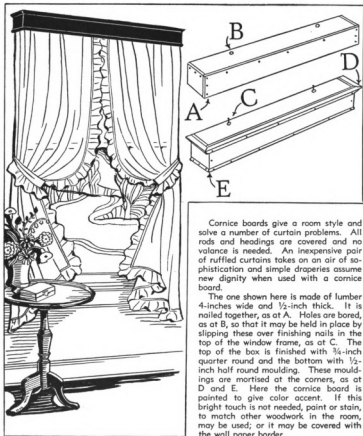 B
D
A
C
E
Cornice boards give a room style and
solve a number of curtain problems. All
rods and headings are covered and no
valance is needed. An inexpensive pair
of ruffled curtains takes on an air of so-
phistication and simple draperies assume
new dignity when used with a cornice
board.
The one shown here is made of lumber
4-inches wide and ½-inch thick. It is
nailed together, as at A. Holes are bored,
as at B, so that it may be held in place by
slipping these over finishing nails in the
top of the window frame, as at C. The
top of the box is finished with ¾-inch
quarter round and the bottom with ½-
inch half round moulding. These mould-
ings are mortised at the corners, as at
D and E. Here the cornice board is
painted to give color accent. If this
bright touch is not needed, paint or stain,
to match other woodwork in the room,
may be used; or it may be covered with
the wall paper border.